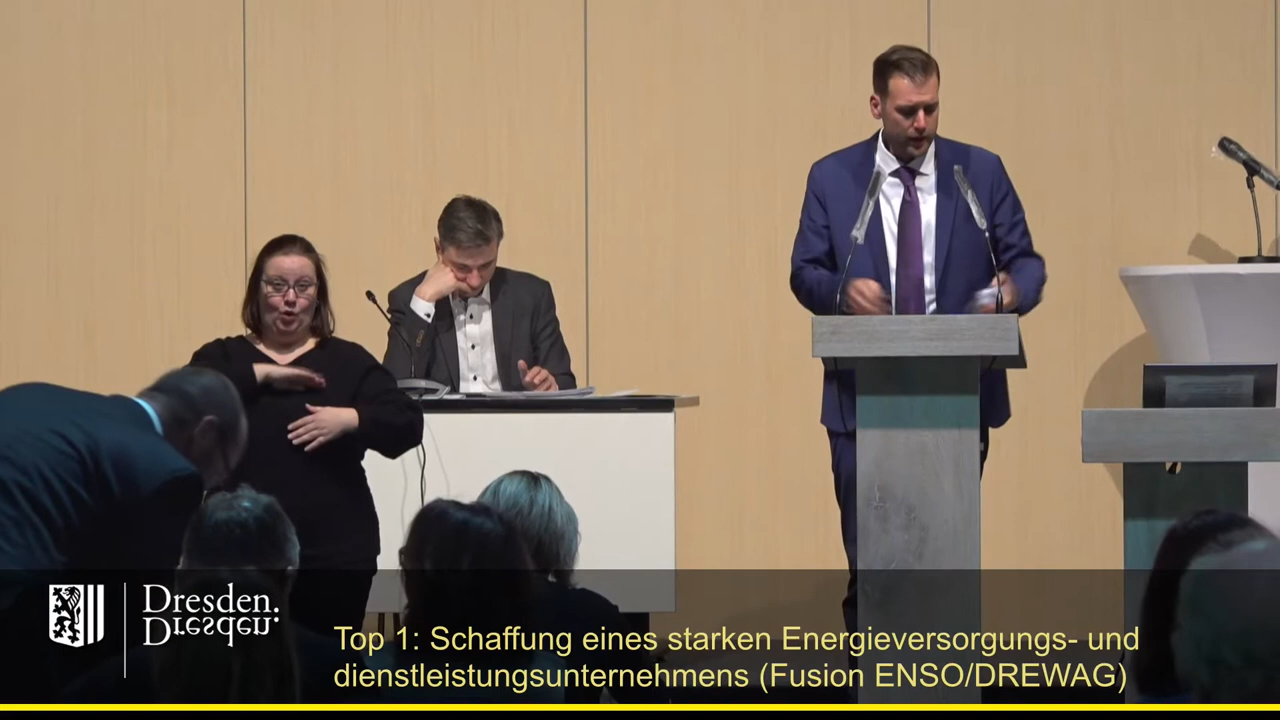 Dresden.
Dresden.
Top 1: Schaffung eines starken Energieversorgungs- und
dienstleistungsunternehmens (Fusion ENSO/DREWAG)